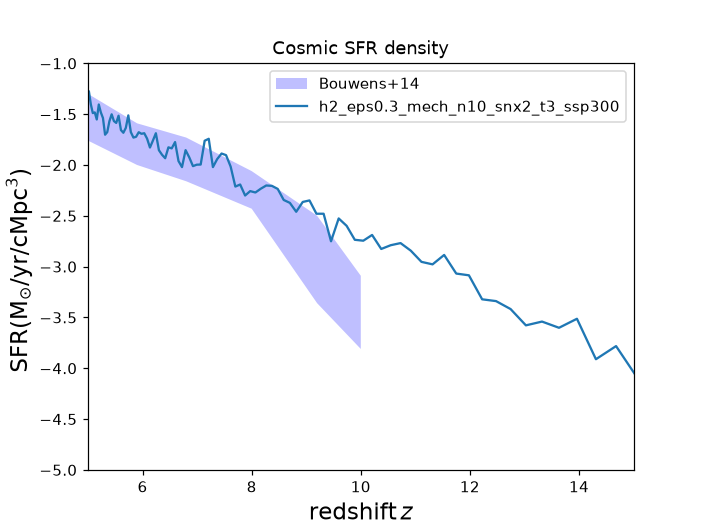 Cosmic SFR density
Bouwens+14
h2_eps0.3_mech_n10_snx2_t3_ssp300
SFR(M⊙/yr/cMpc³)
−1.0
−1.5
−2.0
−2.5
−3.0
−3.5
−4.0
−4.5
−5.0
6 8 10 12 14
redshift z